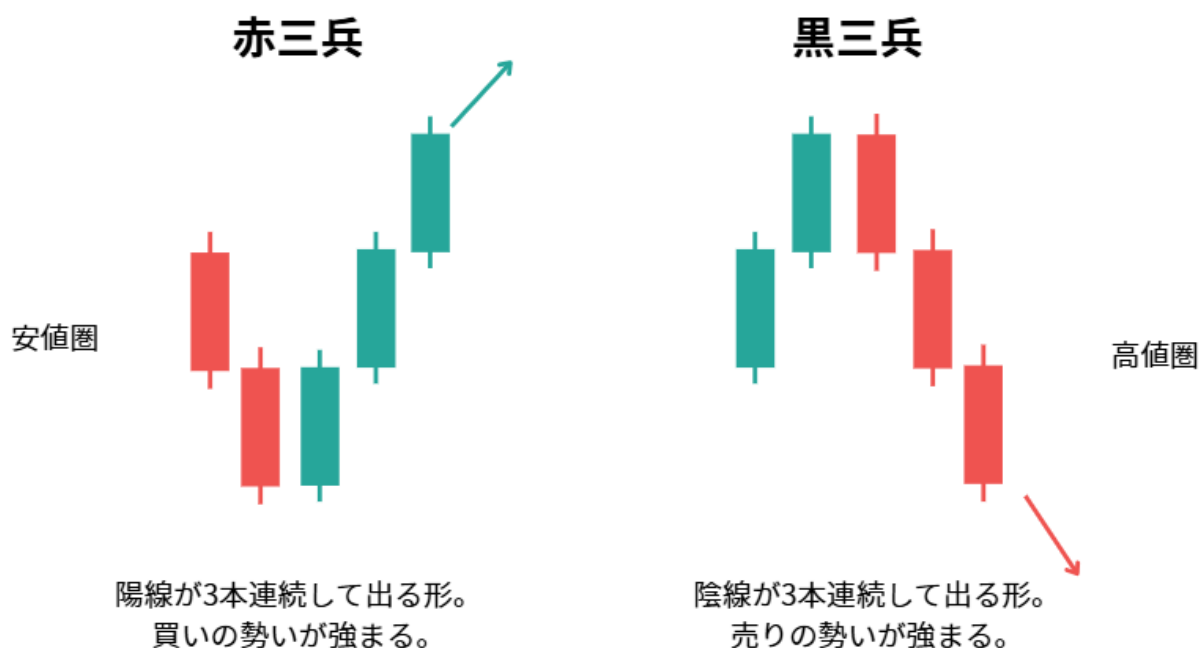 赤三兵
黒三兵
安値圏
高値圏
陽線が3本連続して出る形。
買いの勢いが強まる。
陰線が3本連続して出る形。
売りの勢いが強まる。